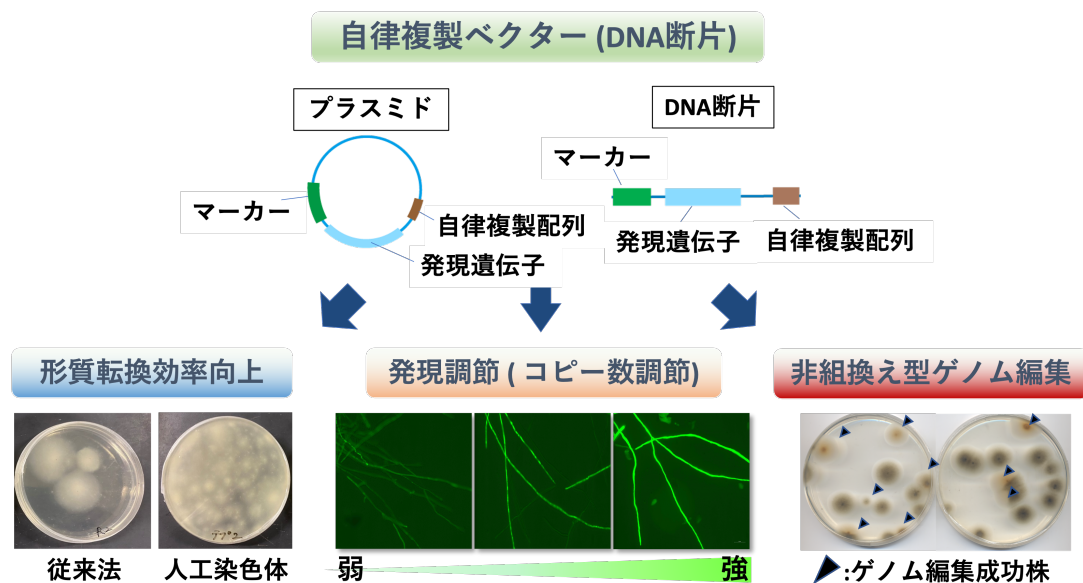 自律複製ベクター (DNA断片)
プラスミド
DNA断片
マーカー
マーカー
自律複製配列
発現遺伝子
発現遺伝子
自律複製配列
形質転換効率向上
発現調節 ( コピー数調節)
非組換え型ゲノム編集
従来法
人工染色体
弱
強
:ゲノム編集成功株